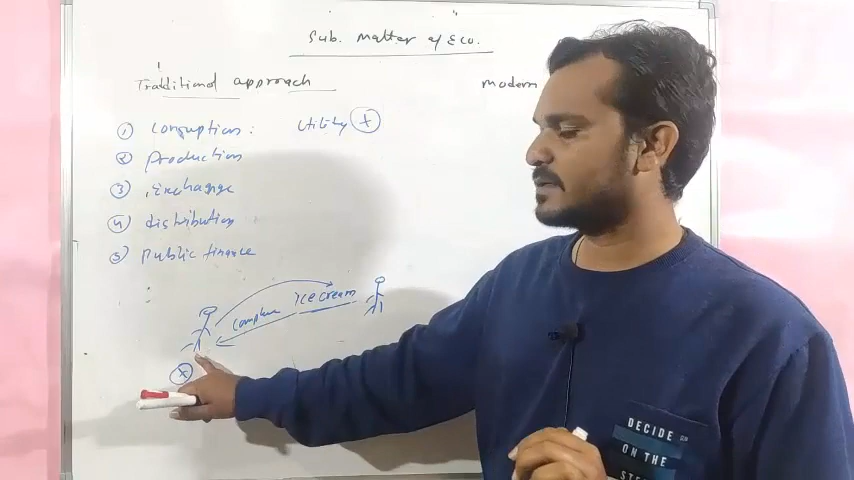 Sub. Matter of Eco.
Traditional approach
modern
① Consuption : utility +
② production
③ Exchange
④ distribution
⑤ public finance
ice cream
DECIDE
ON THE